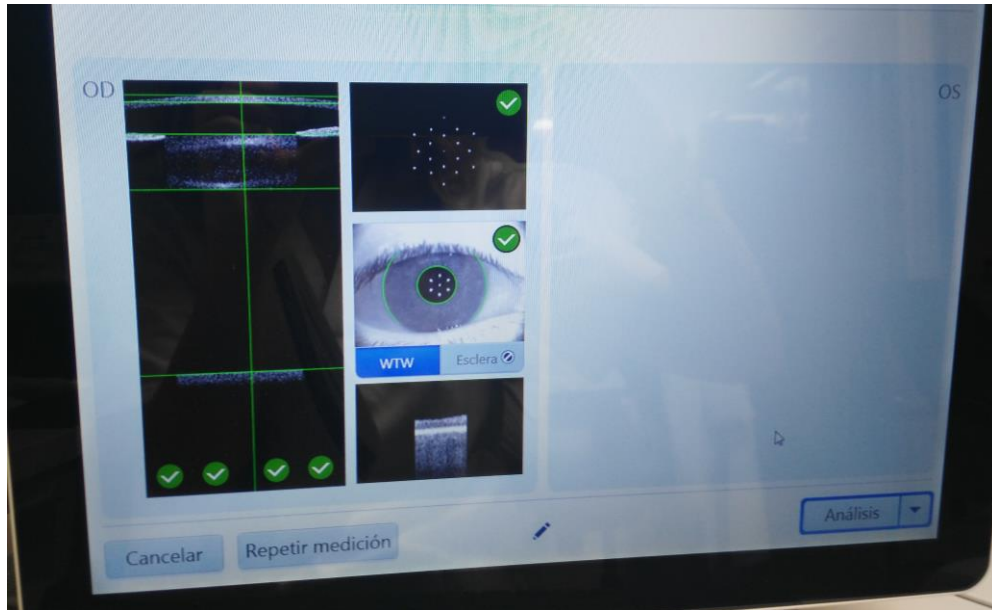 OD
OS
WTW
Esclera
Análisis
Cancelar
Repetir medición